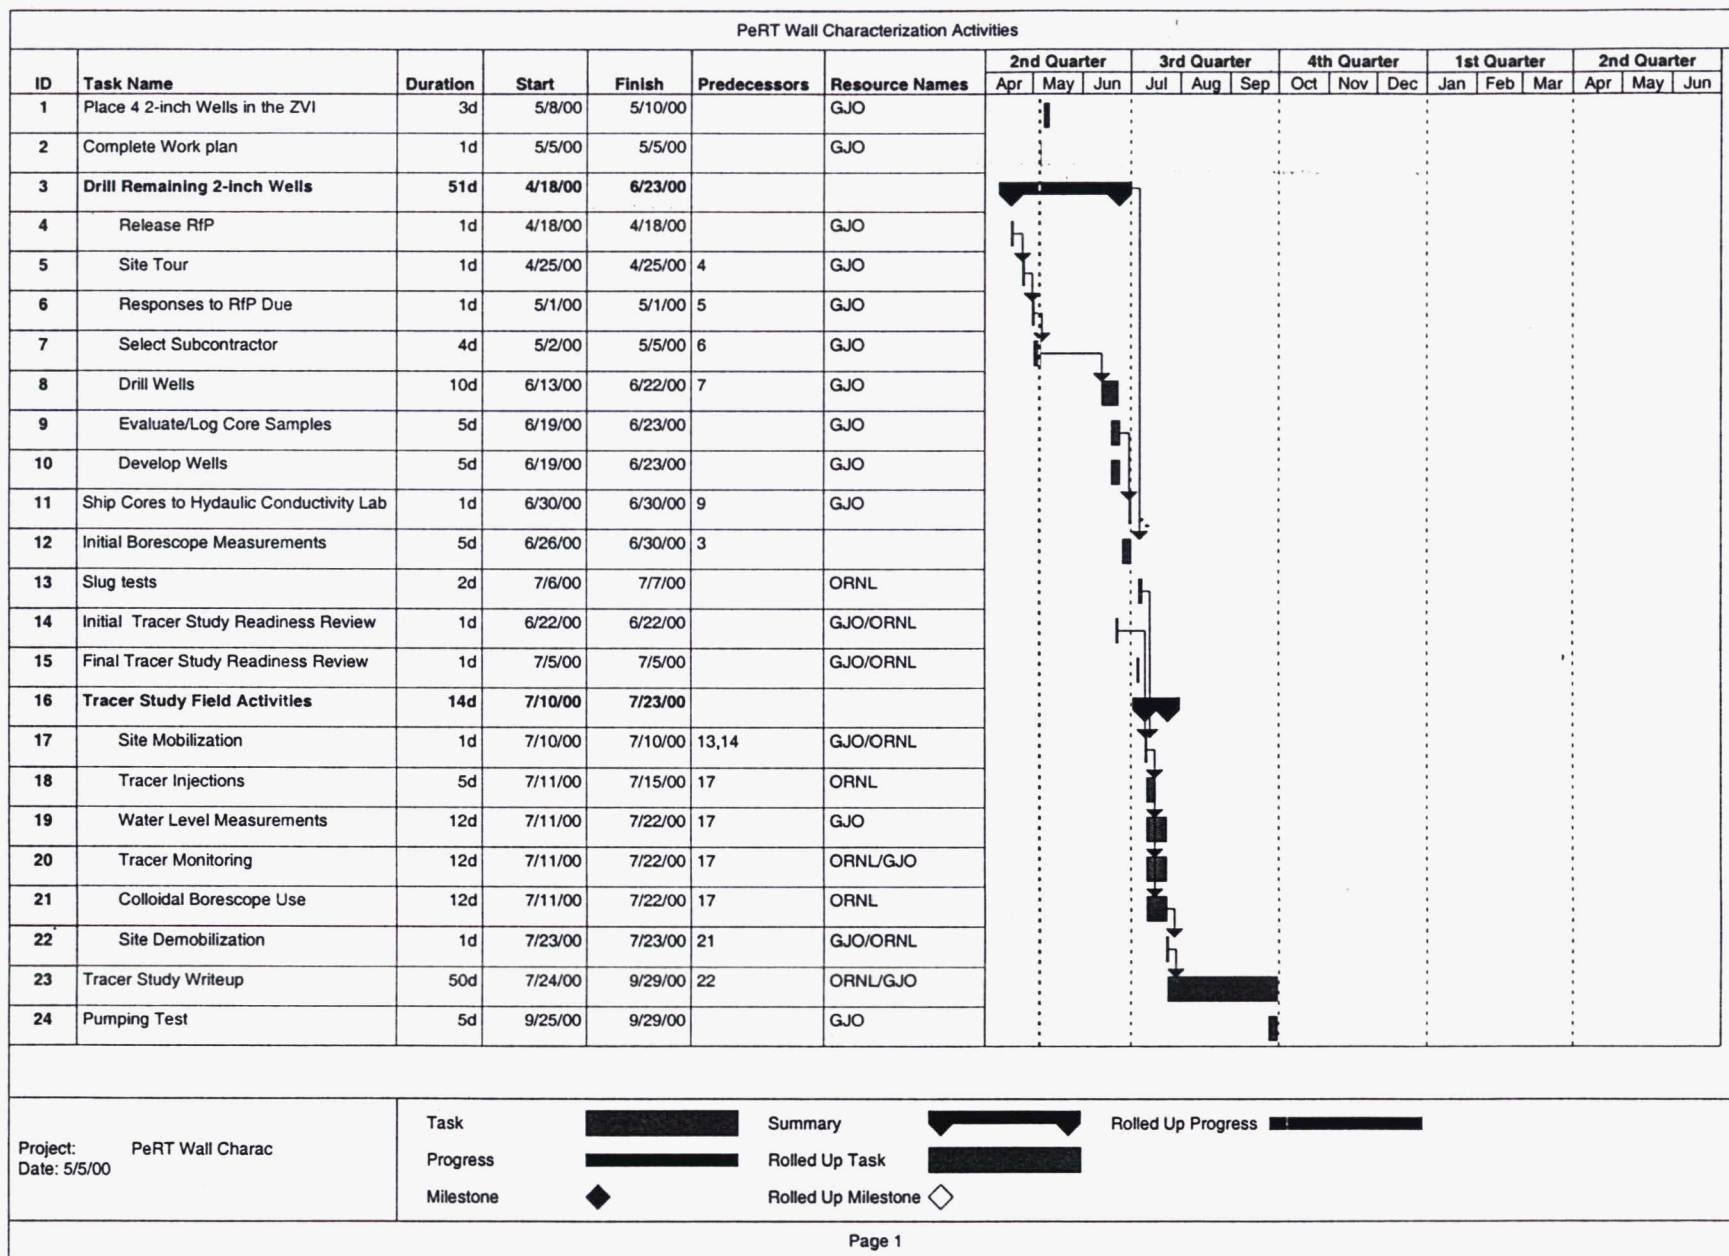 PeRT Wall Characterization Activities
2nd Quarter 3rd Quarter 4th Quarter 1st Quarter 2nd Quarter
ID Task Name Duration Start Finish Predecessors Resource Names Apr May Jun Jul Aug Sep Oct Nov Dec Jan Feb Mar Apr May Jun
1 Place 4 2-inch Wells in the ZVI 3d 5/8/00 5/10/00 GJO
2 Complete Work plan 1d 5/5/00 5/5/00 GJO
3 Drill Remaining 2-inch Wells 51d 4/18/00 6/23/00
4 Release RfP 1d 4/18/00 4/18/00 GJO
5 Site Tour 1d 4/25/00 4/25/00 4 GJO
6 Responses to RfP Due 1d 5/1/00 5/1/00 5 GJO
7 Select Subcontractor 4d 5/2/00 5/5/00 6 GJO
8 Drill Wells 10d 6/13/00 6/22/00 7 GJO
9 Evaluate/Log Core Samples 5d 6/19/00 6/23/00 GJO
10 Develop Wells 5d 6/19/00 6/23/00 GJO
11 Ship Cores to Hydaulic Conductivity Lab 1d 6/30/00 6/30/00 9 GJO
12 Initial Borescope Measurements 5d 6/26/00 6/30/00 3
13 Slug tests 2d 7/6/00 7/7/00 ORNL
14 Initial Tracer Study Readiness Review 1d 6/22/00 6/22/00 GJO/ORNL
15 Final Tracer Study Readiness Review 1d 7/5/00 7/5/00 GJO/ORNL
16 Tracer Study Field Activities 14d 7/10/00 7/23/00
17 Site Mobilization 1d 7/10/00 7/10/00 13,14 GJO/ORNL
18 Tracer Injections 5d 7/11/00 7/15/00 17 ORNL
19 Water Level Measurements 12d 7/11/00 7/22/00 17 GJO
20 Tracer Monitoring 12d 7/11/00 7/22/00 17 ORNL/GJO
21 Colloidal Borescope Use 12d 7/11/00 7/22/00 17 ORNL
22 Site Demobilization 1d 7/23/00 7/23/00 21 GJO/ORNL
23 Tracer Study Writeup 50d 7/24/00 9/29/00 22 ORNL/GJO
24 Pumping Test 5d 9/25/00 9/29/00 GJO
Project: PeRT Wall Charac
Date: 5/5/00
Task Summary Rolled Up Progress
Progress Rolled Up Task
Milestone Rolled Up Milestone
Page 1